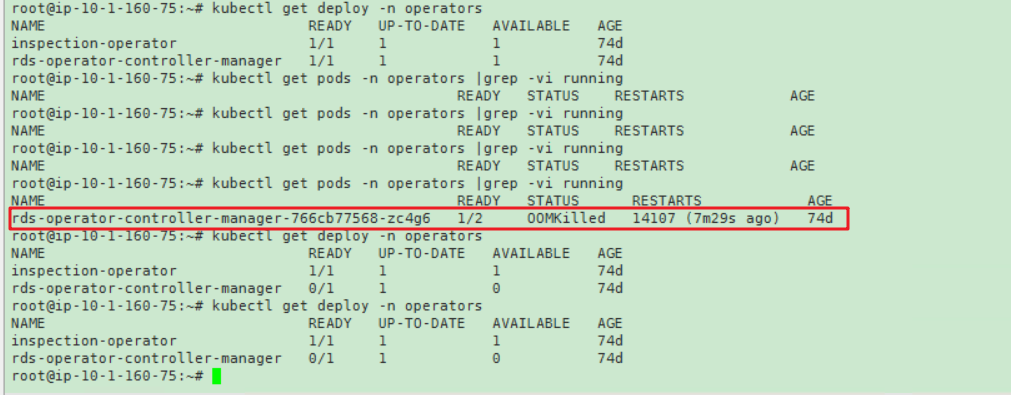 root@ip-10-1-160-75:~# kubectl get deploy -n operators
NAME READY UP-TO-DATE AVAILABLE AGE
inspection-operator 1/1 1 1 74d
rds-operator-controller-manager 1/1 1 1 74d
root@ip-10-1-160-75:~# kubectl get pods -n operators |grep -vi running
NAME READY STATUS RESTARTS AGE
root@ip-10-1-160-75:~# kubectl get pods -n operators |grep -vi running
NAME READY STATUS RESTARTS AGE
root@ip-10-1-160-75:~# kubectl get pods -n operators |grep -vi running
NAME READY STATUS RESTARTS AGE
root@ip-10-1-160-75:~# kubectl get pods -n operators |grep -vi running
NAME READY STATUS RESTARTS AGE
rds-operator-controller-manager-766cb77568-zc4g6 1/2 OOMKilled 14107 (7m29s ago) 74d
root@ip-10-1-160-75:~# kubectl get deploy -n operators
NAME READY UP-TO-DATE AVAILABLE AGE
inspection-operator 1/1 1 1 74d
rds-operator-controller-manager 0/1 1 0 74d
root@ip-10-1-160-75:~# kubectl get deploy -n operators
NAME READY UP-TO-DATE AVAILABLE AGE
inspection-operator 1/1 1 1 74d
rds-operator-controller-manager 0/1 1 0 74d
root@ip-10-1-160-75:~#